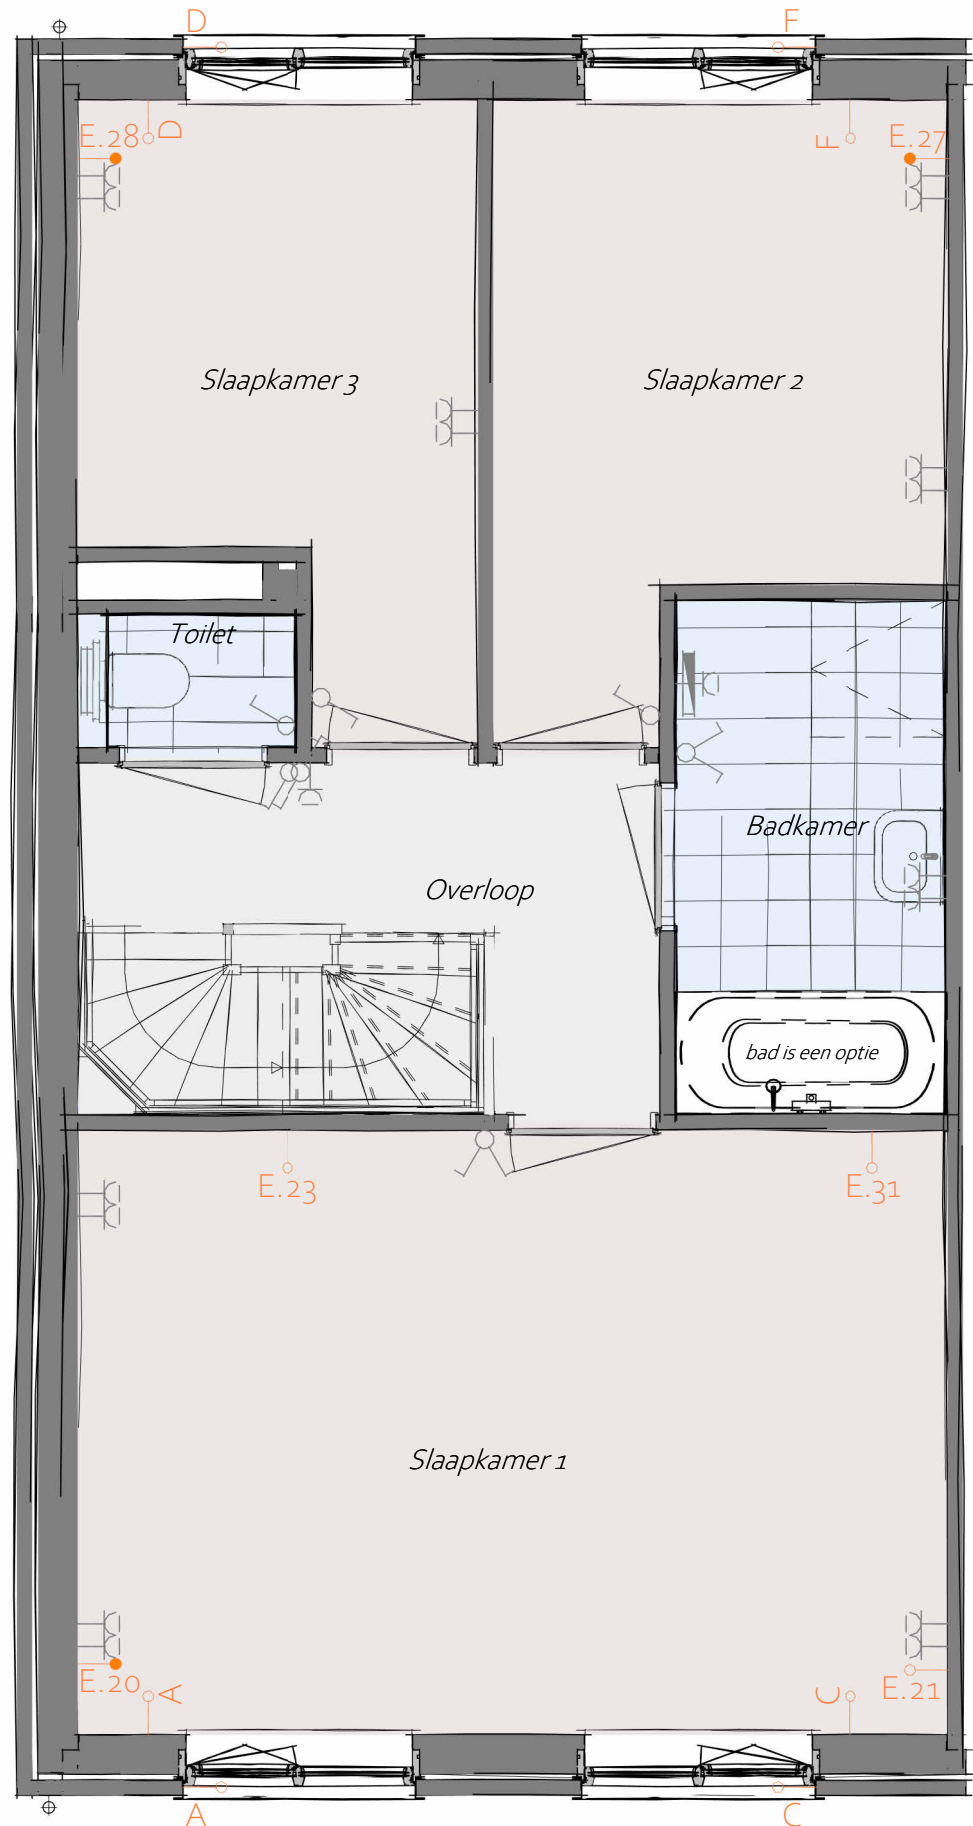 D
F
E.28
D
F
E.27
Slaapkamer 3
Slaapkamer 2
Toilet
Badkamer
Overloop
bad is een optie
E.23
E.31
Slaapkamer 1
E.20
A
C
E.21
A
C